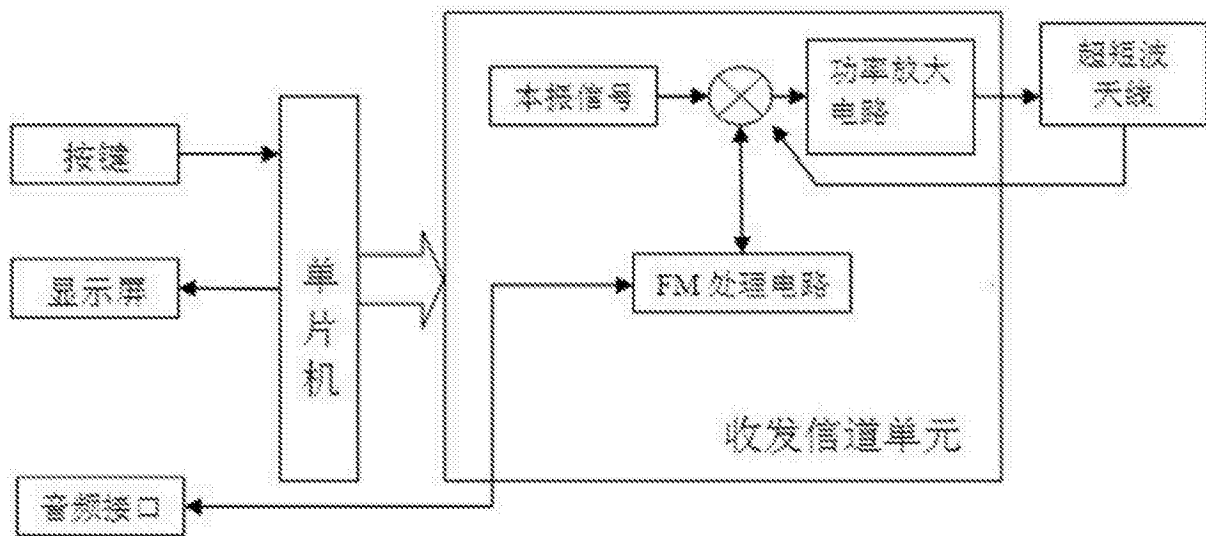 本振信号
功率放大
电路
超短波
天线
按键
单
片
机
显示屏
FM 处理电路
收发信道单元
音频接口